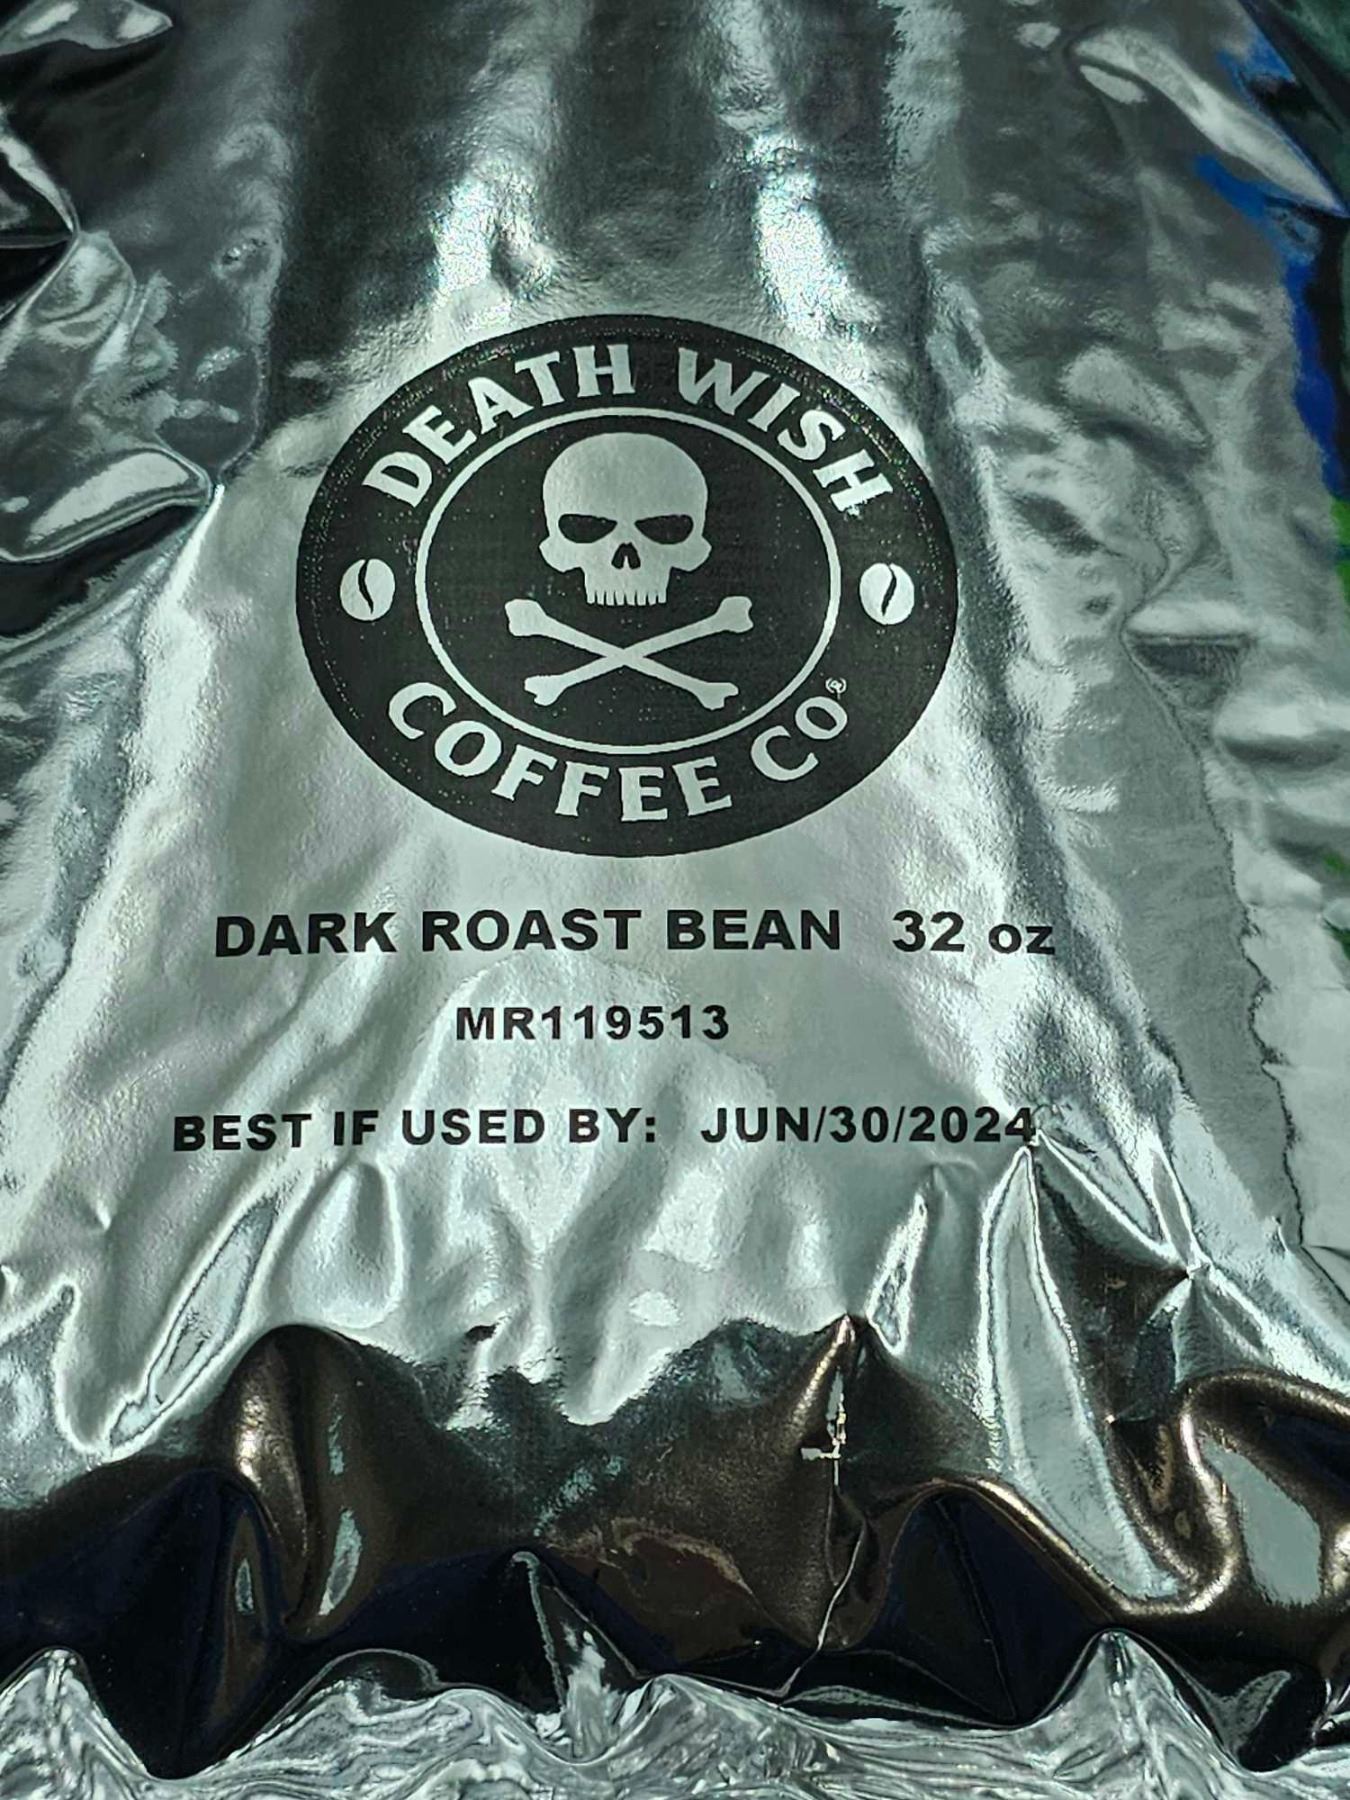 DEATH WISH
COFFEE CO®
DARK ROAST BEAN 32 oz
MR119513
BEST IF USED BY: JUN/30/2024